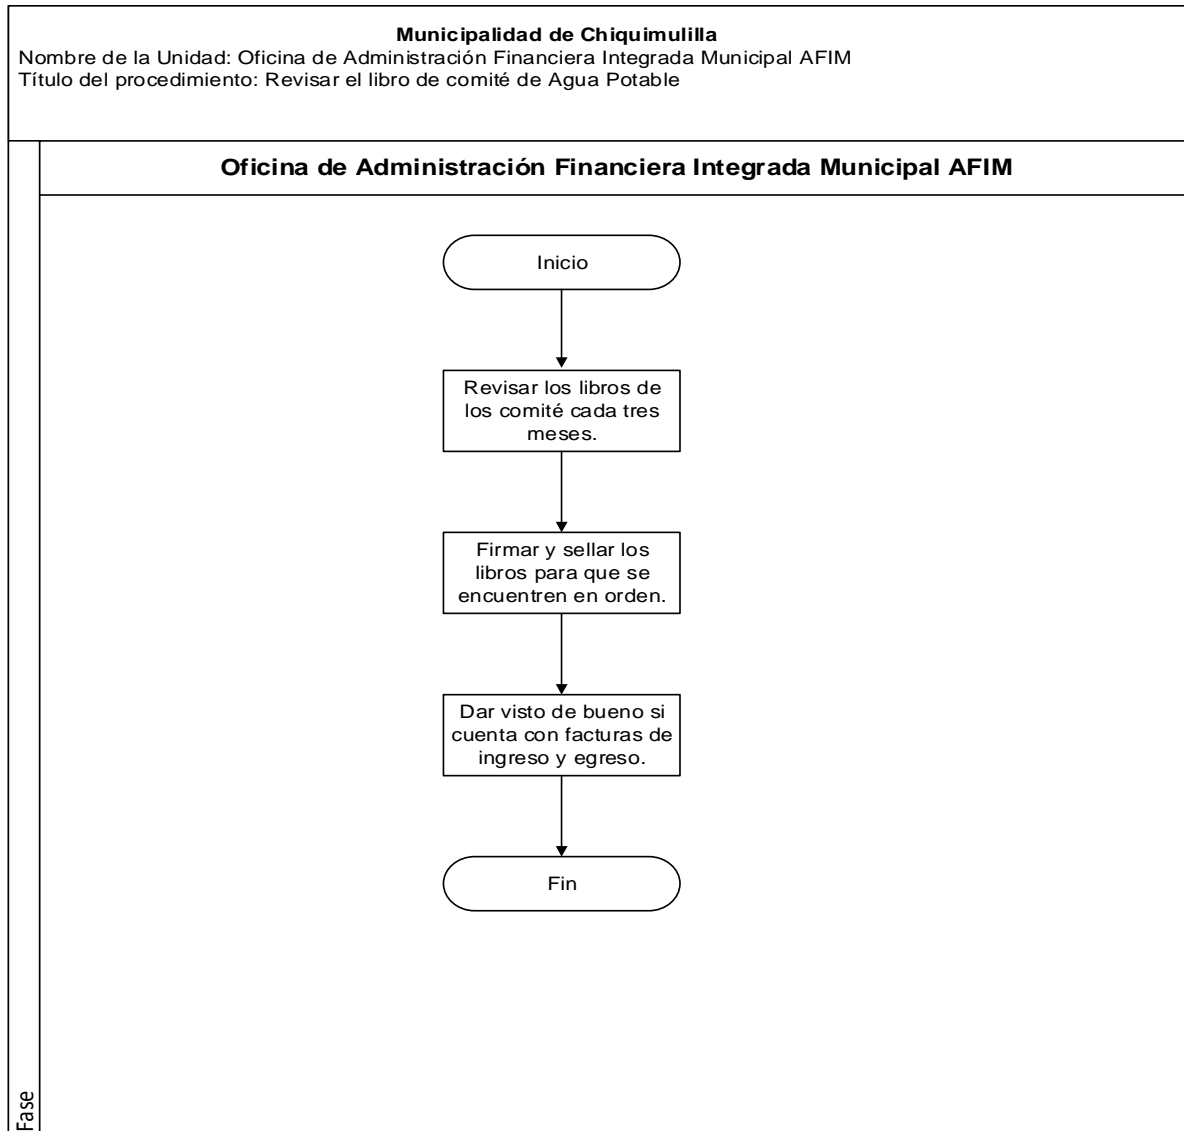 Municipalidad de Chiquimulilla
Nombre de la Unidad: Oficina de Administración Financiera Integrada Municipal AFIM
Título del procedimiento: Revisar el libro de comité de Agua Potable
Oficina de Administración Financiera Integrada Municipal AFIM
Inicio
Revisar los libros de
los comité cada tres
meses.
Firmar y sellar los
libros para que se
encuentren en orden.
Dar visto de bueno si
cuenta con facturas de
ingreso y egreso.
Fin
Fase